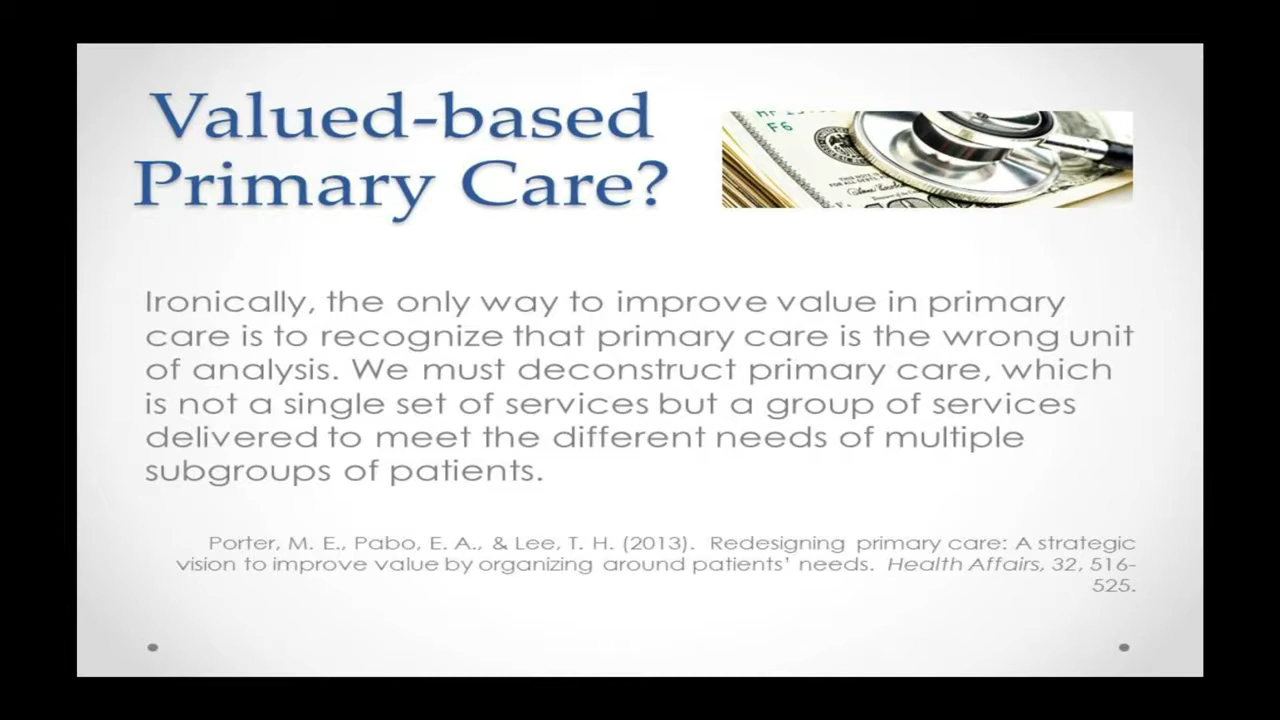 Valued-based
Primary Care?
F6
Ironically, the only way to improve value in primary
care is to recognize that primary care is the wrong unit
of analysis. We must deconstruct primary care, which
is not a single set of services but a group of services
delivered to meet the different needs of multiple
subgroups of patients.
Porter, M. E., Pabo, E. A., & Lee, T. H. (2013). Redesigning primary care: A strategic
vision to improve value by organizing around patients’ needs. Health Affairs, 32, 516-
525.